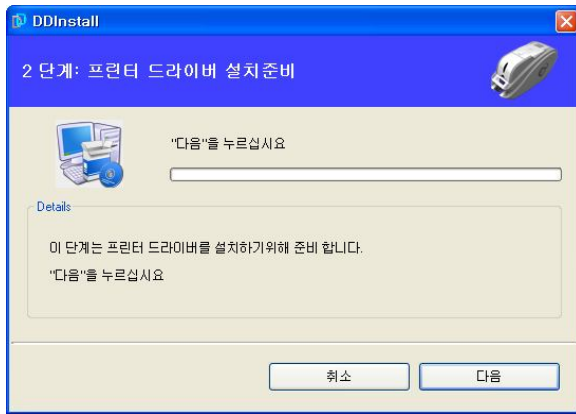 DDInstall
2 단계: 프린터 드라이버 설치준비
"다음"을 누르십시요
Details
이 단계는 프린터 드라이버를 설치하기위해 준비 합니다.
"다음"을 누르십시요
취소
다음